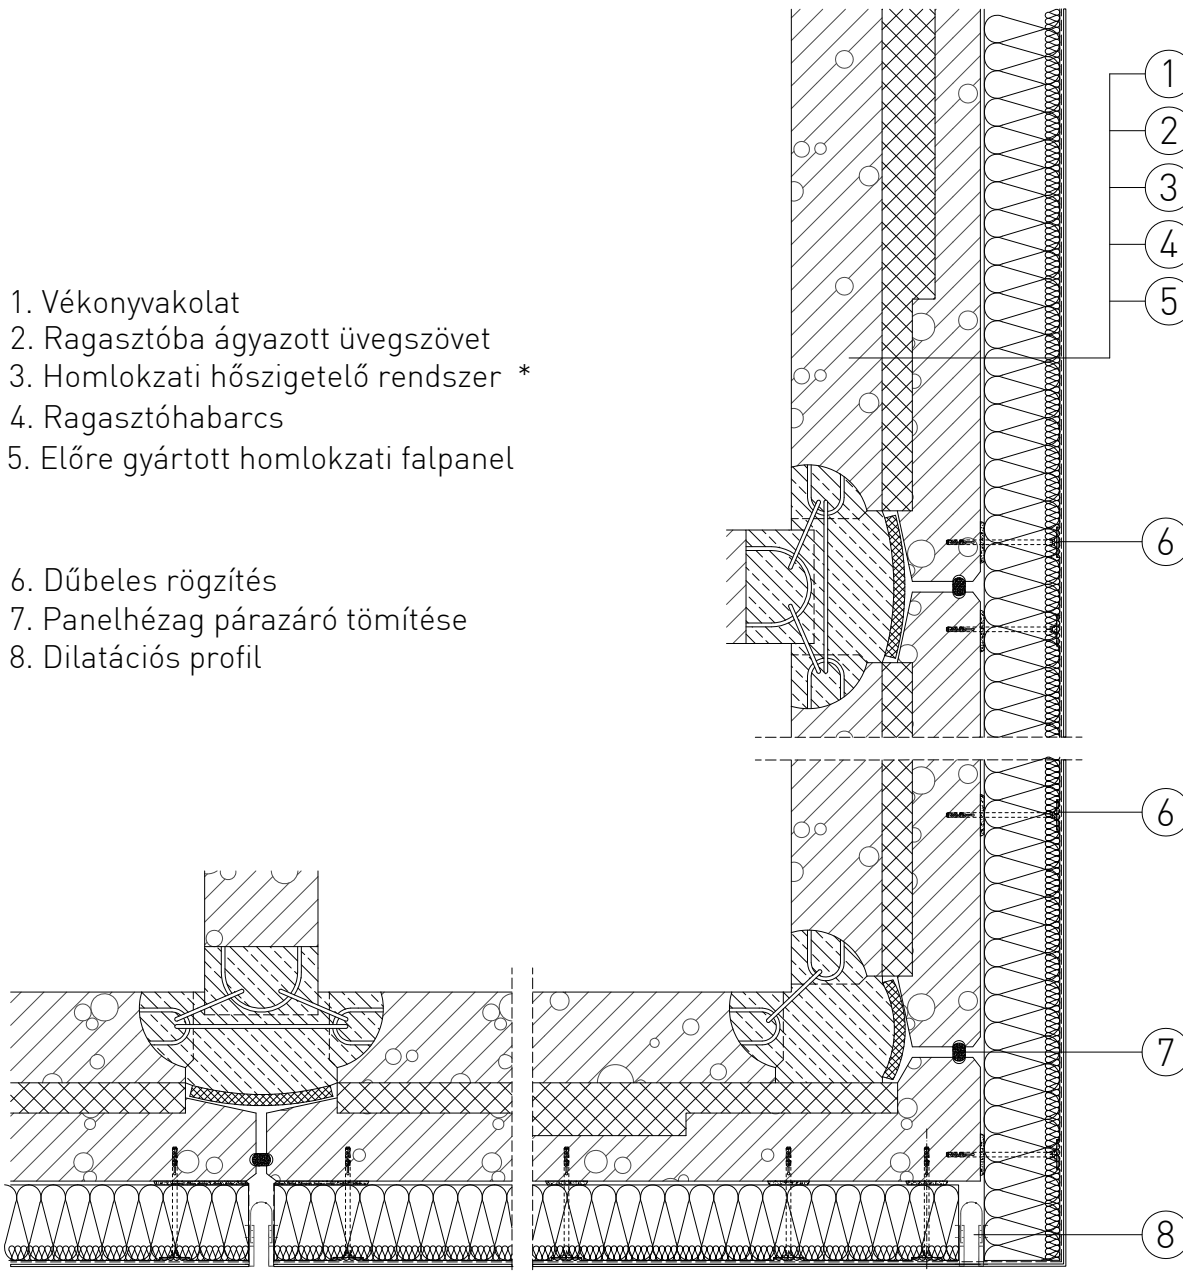 1
2
3
4
5
1. Vékonyvakolat
2. Ragasztóba ágyazott üvegszövet
3. Homlokzati hőszigetelő rendszer *
4. Ragasztóhabarcs
5. Előre gyártott homlokzati falpanel
6
6. Dűbeles rögzítés
7. Panelhézag párazáró tömítése
8. Dilatációs profil
6
7
8